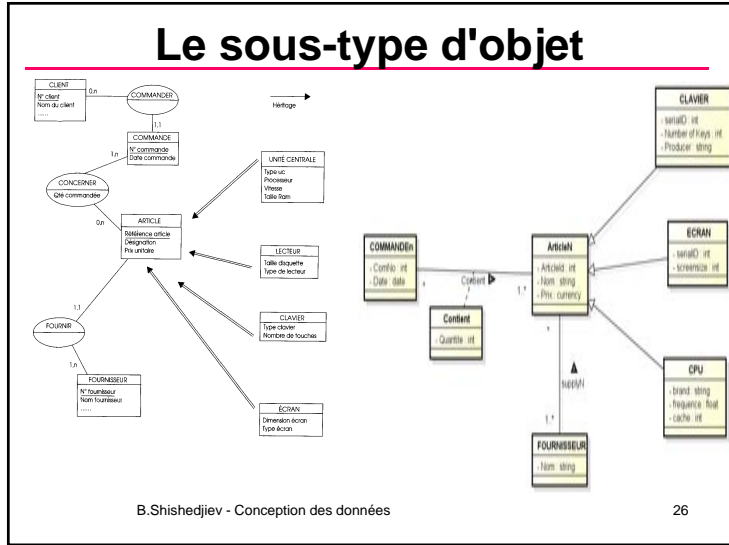 Le sous-type d'objet
CLIENT
N° client
Nom du client
......
0,n
COMMANDER
Héritage
1,1
COMMANDE
N° commande
Date commande
1,n
CONCERNER
Qté commandée
0,n
ARTICLE
Référence article
Désignation
Prix unitaire
UNITÉ CENTRALE
Type uc
Processeur
Vitesse
Taille Ram
LECTEUR
Taille disquette
Type de lecteur
CLAVIER
Type clavier
Nombre de touches
ÉCRAN
Dimension écran
Type écran
1,1
FOURNIR
1,n
FOURNISSEUR
N° fournisseur
Nom fournisseur
......
CLAVIER
- serialID : int
- Number of Keys : int
- Producer : string
COMMANDEn
- ComNo : int
- Date : date
*
Contient
1..*
ArticleN
- ArticleId : int
- Nom : string
- Prix : currency
ECRAN
- serialID : int
- screensize : int
Contient
- Quantite : int
*
supplyN
1..*
CPU
- brand : string
- frequence : float
- cache : int
FOURNISSEUR
- Nom : string
B.Shishedjiev - Conception des données
26